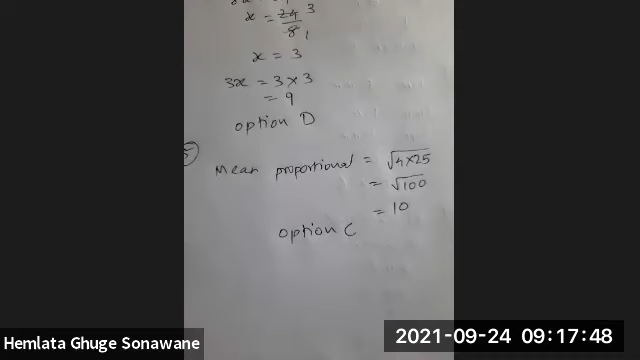 x = 24/8 3 1
x = 3
3x = 3 × 3
= 9
option D
5
Mean proportional = √4×25
= √100
= 10
option C
Hemlata Ghuge Sonawane
2021-09-24 09:17:48